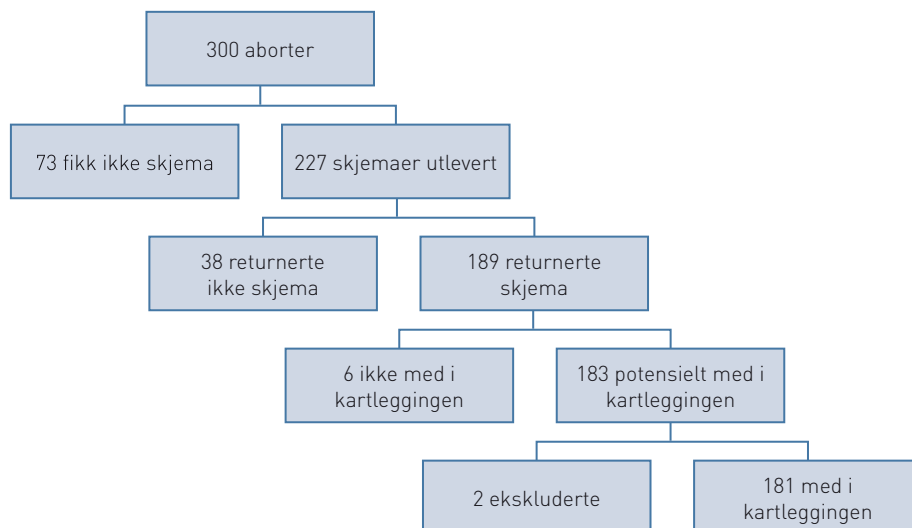 300 aborter
73 fikk ikke skjema
227 skjemaer utlevert
38 returnerte
ikke skjema
189 returnerte
skjema
6 ikke med i
kartleggingen
183 potensielt med i
kartleggingen
2 ekskluderte
181 med i
kartleggingen